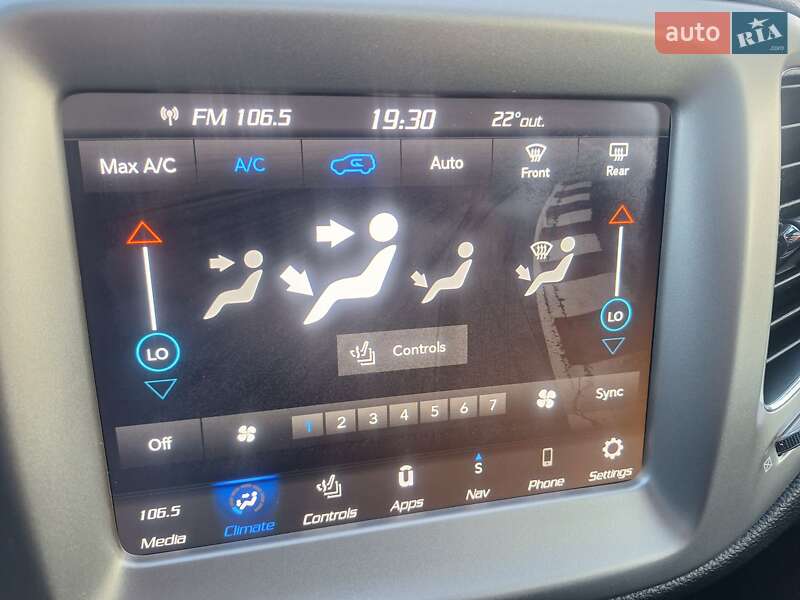 auto RIA .com
FM 106.5 19:30 22°out.
Max A/C A/C Auto Front Rear
LO LO
Controls
Off 1 2 3 4 5 6 7 Sync
106.5 S
Media Climate Controls Apps Nav Phone Settings